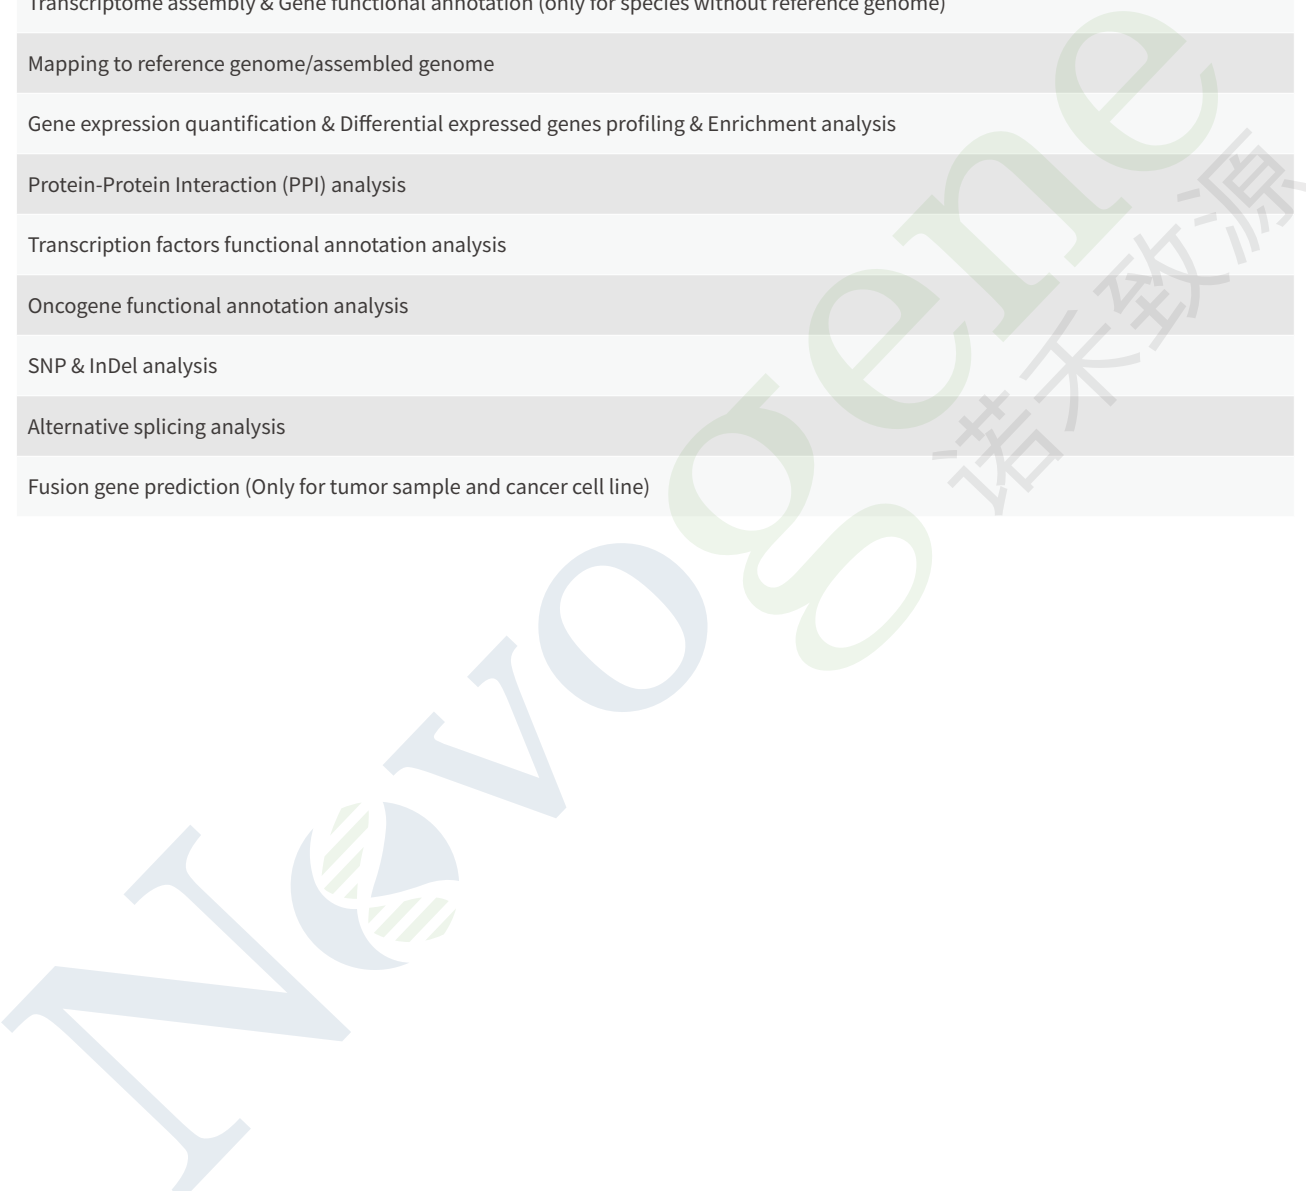 Transcriptome assembly & Gene functional annotation (only for species without reference genome)
Mapping to reference genome/assembled genome
Gene expression quantification & Differential expressed genes profiling & Enrichment analysis
Protein-Protein Interaction (PPI) analysis
Transcription factors functional annotation analysis
Oncogene functional annotation analysis
SNP & InDel analysis
Alternative splicing analysis
Fusion gene prediction (Only for tumor sample and cancer cell line)
Novogene
诺禾致源